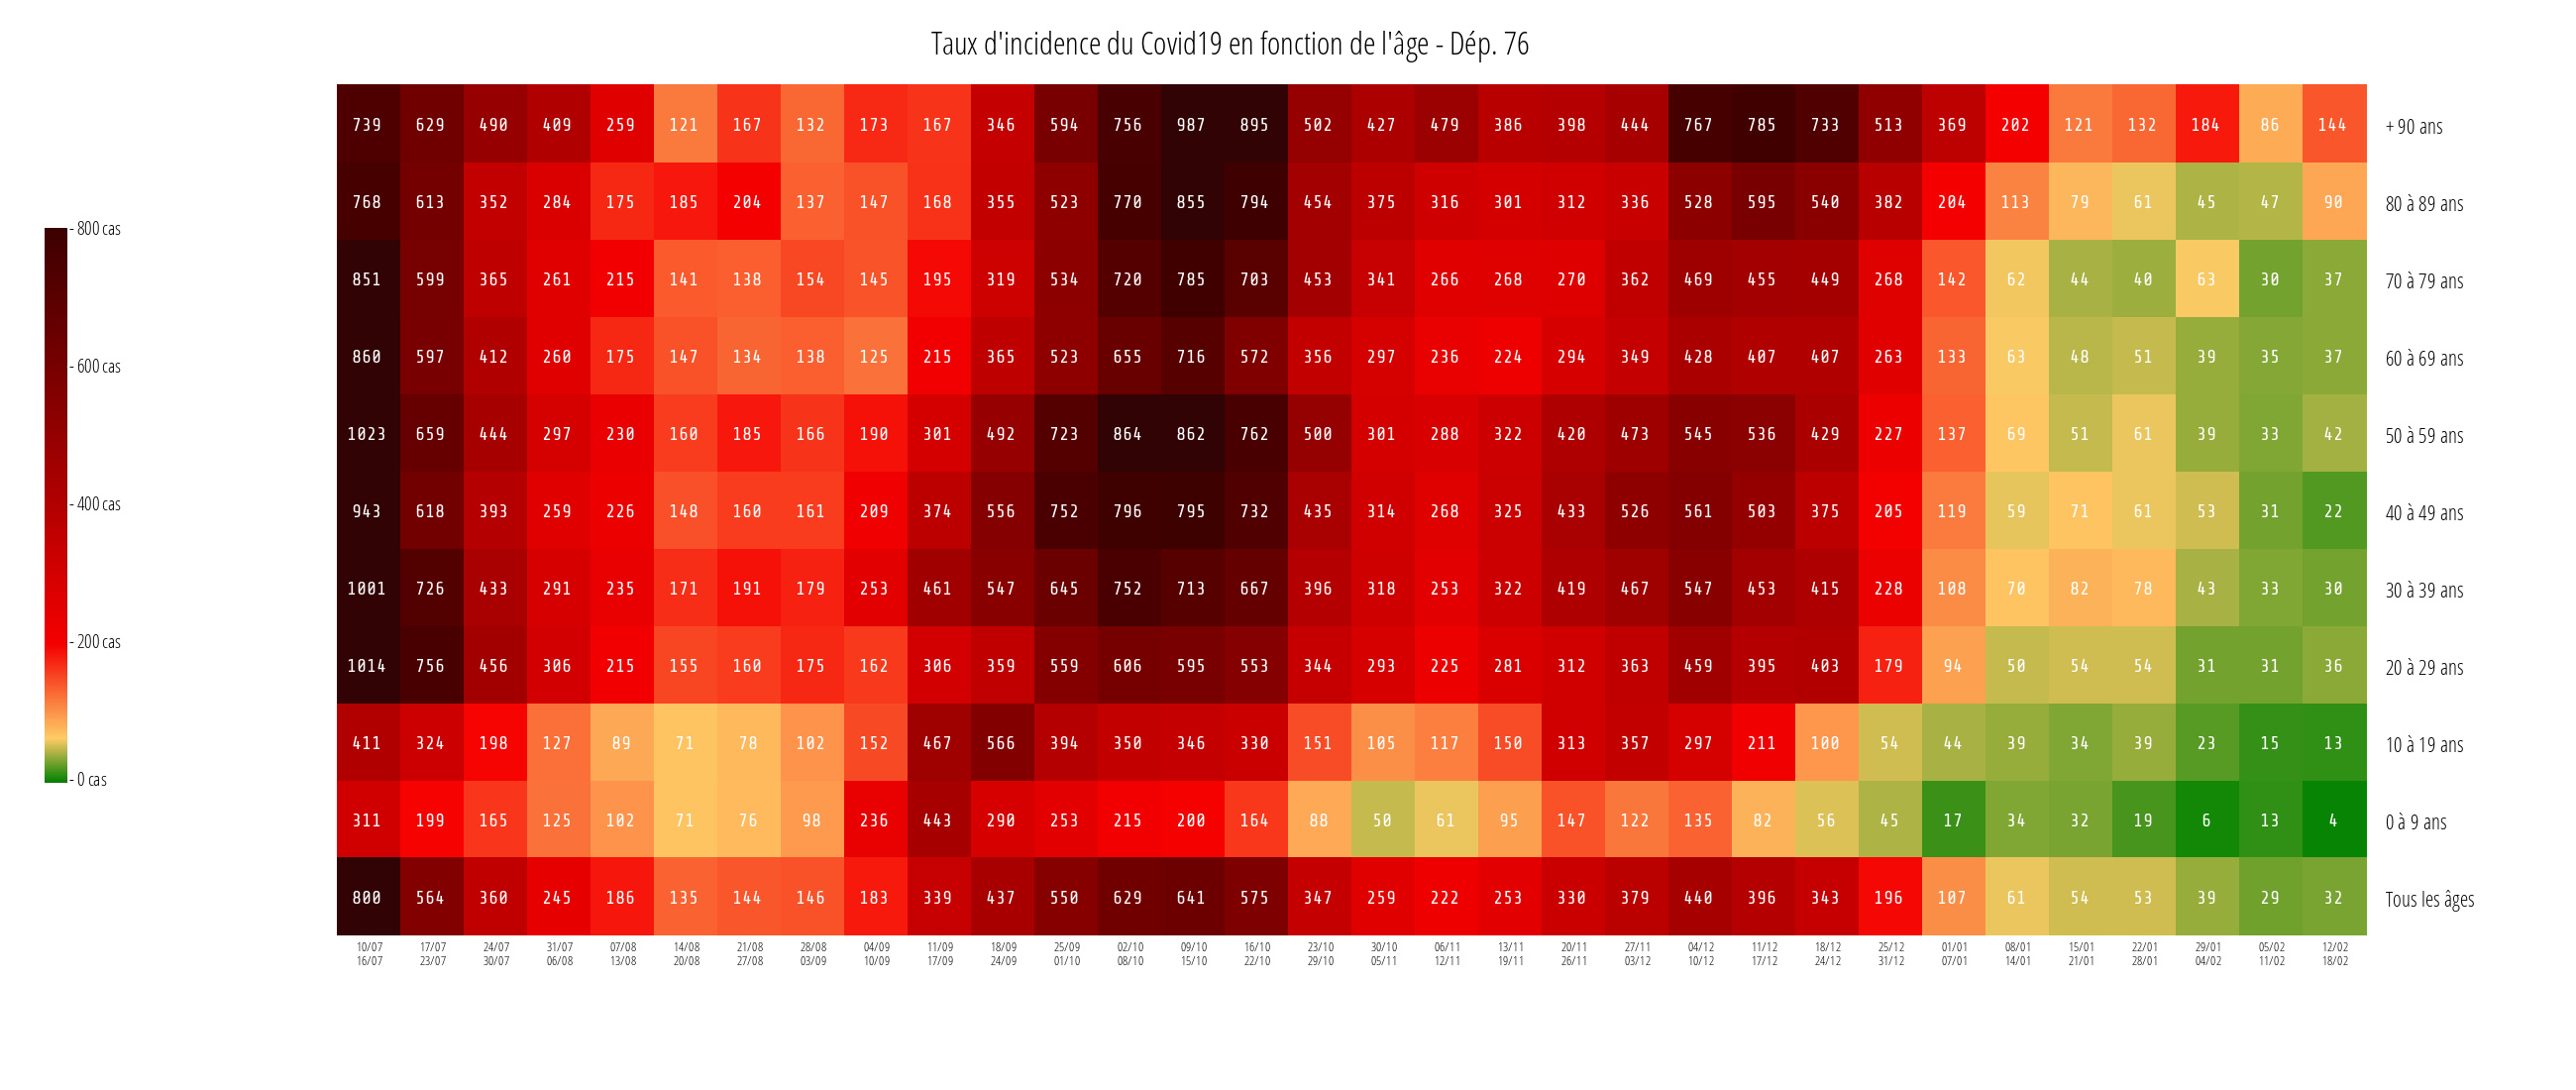 Taux d'incidence du Covid19 en fonction de l'âge - Dép. 76
739 629 490 409 259 121 167 132 173 167 346 594 756 987 895 502 427 479 386 398 444 767 785 733 513 369 202 121 132 184 86 144 + 90 ans
768 613 352 284 175 185 204 137 147 168 355 523 770 855 794 454 375 316 301 312 336 528 595 540 382 204 113 79 61 45 47 90 80 à 89 ans
- 800 cas
851 599 365 261 215 141 138 154 145 195 319 534 720 785 703 453 341 266 268 270 362 469 455 449 268 142 62 44 40 63 30 37 70 à 79 ans
860 597 412 260 175 147 134 138 125 215 365 523 655 716 572 356 297 236 224 294 349 428 407 407 263 133 63 48 51 39 35 37 60 à 69 ans
- 600 cas
1023 659 444 297 230 160 185 166 190 301 492 723 864 862 762 500 301 288 322 420 473 545 536 429 227 137 69 51 61 39 33 42 50 à 59 ans
- 400 cas
943 618 393 259 226 148 160 161 209 374 556 752 796 795 732 435 314 268 325 433 526 561 503 375 205 119 59 71 61 53 31 22 40 à 49 ans
1001 726 433 291 235 171 191 179 253 461 547 645 752 713 667 396 318 253 322 419 467 547 453 415 228 108 70 82 78 43 33 30 30 à 39 ans
- 200 cas
1014 756 456 306 215 155 160 175 162 306 359 559 606 595 553 344 293 225 281 312 363 459 395 403 179 94 50 54 54 31 31 36 20 à 29 ans
411 324 198 127 89 71 78 102 152 467 566 394 350 346 330 151 105 117 150 313 357 297 211 100 54 44 39 34 39 23 15 13 10 à 19 ans
- 0 cas
311 199 165 125 102 71 76 98 236 443 290 253 215 200 164 88 50 61 95 147 122 135 82 56 45 17 34 32 19 6 13 4 0 à 9 ans
800 564 360 245 186 135 144 146 183 339 437 550 629 641 575 347 259 222 253 330 379 440 396 343 196 107 61 54 53 39 29 32 Tous les âges
10/07 17/07 24/07 31/07 07/08 14/08 21/08 28/08 04/09 11/09 18/09 25/09 02/10 09/10 16/10 23/10 30/10 06/11 13/11 20/11 27/11 04/12 11/12 18/12 25/12 01/01 08/01 15/01 22/01 29/01 05/02 12/02
16/07 23/07 30/07 06/08 13/08 20/08 27/08 03/09 10/09 17/09 24/09 01/10 08/10 15/10 22/10 29/10 05/11 12/11 19/11 26/11 03/12 10/12 17/12 24/12 31/12 07/01 14/01 21/01 28/01 04/02 11/02 18/02